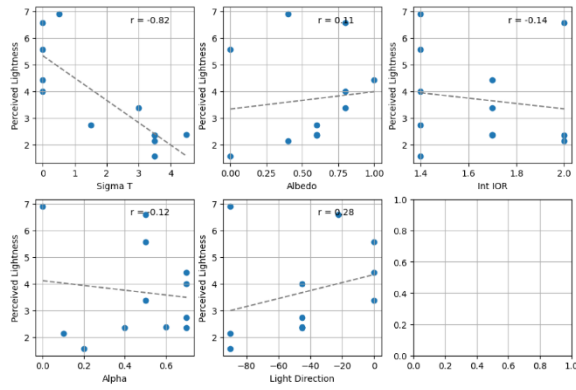 r = -0.82
7
6
5
4
3
2
Perceived Lightness
0 1 2 3 4
Sigma T
r = 0.11
7
6
5
4
3
2
Perceived Lightness
0.00 0.25 0.50 0.75 1.00
Albedo
r = -0.14
7
6
5
4
3
2
Perceived Lightness
1.4 1.6 1.8 2.0
Int IOR
r = -0.12
7
6
5
4
3
2
Perceived Lightness
0.0 0.2 0.4 0.6
Alpha
r = 0.28
7
6
5
4
3
2
Perceived Lightness
−80 −60 −40 −20 0
Light Direction
1.0
0.8
0.6
0.4
0.2
0.0
0.0 0.2 0.4 0.6 0.8 1.0